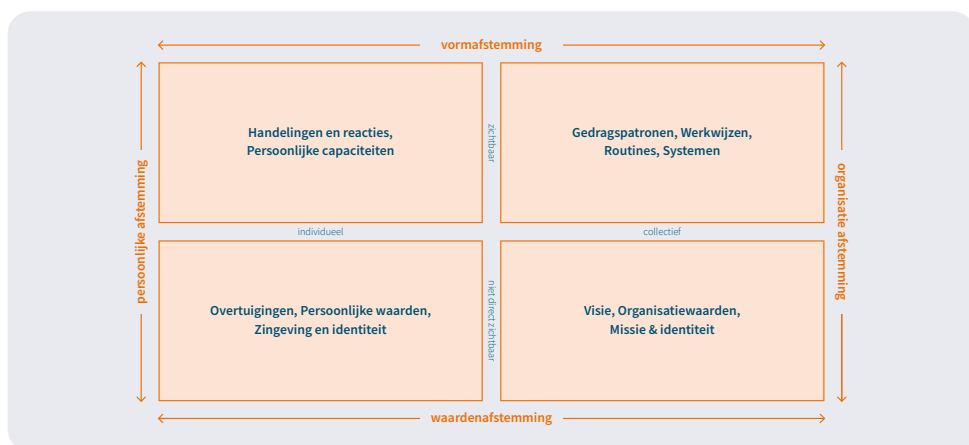 vormafstemming
Handelingen en reacties,
Persoonlijke capaciteiten
zichtbaar
Gedragspatronen, Werkwijzen,
Routines, Systemen
persoonlijke afstemming
organisatie afstemming
individueel
collectief
Overtuigingen, Persoonlijke waarden,
Zingeving en identiteit
niet direct zichtbaar
Visie, Organisatiewaarden,
Missie & identiteit
waardenafstemming